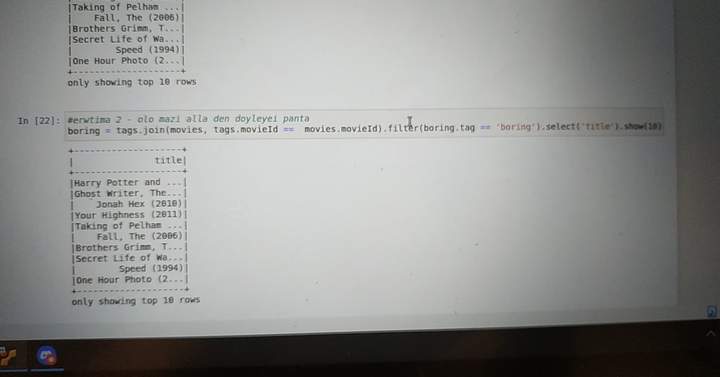 |Taking of Pelham ...|
|    Fall, The (2006)|
|Brothers Grimm, T...|
|Secret Life of Wa...|
|        Speed (1994)|
|One Hour Photo (2...|
+--------------------+
only showing top 10 rows
In [22]: #erwtima 2 - olo mazi alla den doyleyei panta
boring = tags.join(movies, tags.movieId == movies.movieId).filter(boring.tag == 'boring').select('title').show(10)
+--------------------+
|               title|
+--------------------+
|Harry Potter and ...|
|Ghost Writer, The...|
|    Jonah Hex (2010)|
|Your Highness (2011)|
|Taking of Pelham ...|
|    Fall, The (2006)|
|Brothers Grimm, T...|
|Secret Life of Wa...|
|        Speed (1994)|
|One Hour Photo (2...|
+--------------------+
only showing top 10 rows